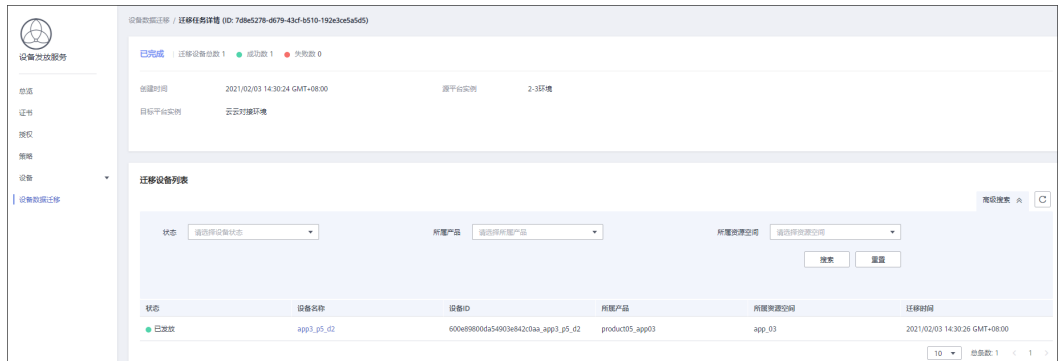 设备数据迁移 / 迁移任务详情 (ID: 7d8e5278-d679-43cf-b510-192e3ce5a5d5)
设备发放服务
总览
证书
授权
策略
设备
设备数据迁移
已完成 迁移设备总数 1 成功数 1 失败数 0
创建时间 2021/02/03 14:30:24 GMT+08:00 源平台实例 2-3环境
目标平台实例 云云对接环境
迁移设备列表
高级搜索
状态 请选择设备状态 所属产品 请选择所属产品 所属资源空间 请选择资源空间
搜索 重置
状态 设备名称 设备ID 所属产品 所属资源空间 迁移时间
已发放 app3_p5_d2 600e89800da54903e842c0aa_app3_p5_d2 product05_app03 app_03 2021/02/03 14:30:26 GMT+08:00
10 总条数: 1 < 1 >